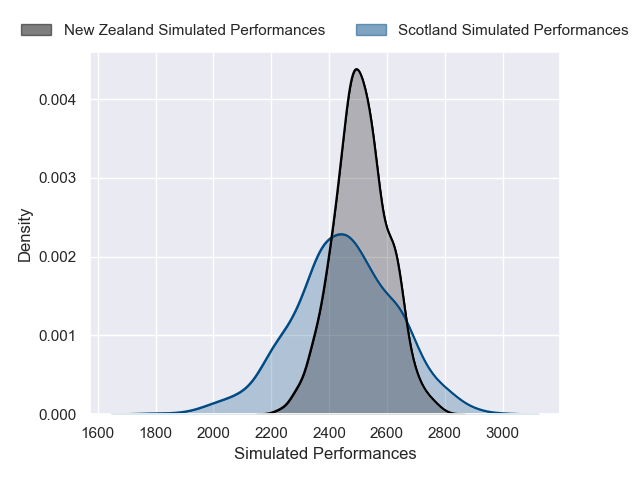 New Zealand Simulated Performances Scotland Simulated Performances
0.004
0.003
0.002
0.001
0.000
Density
1600 1800 2000 2200 2400 2600 2800 3000
Simulated Performances